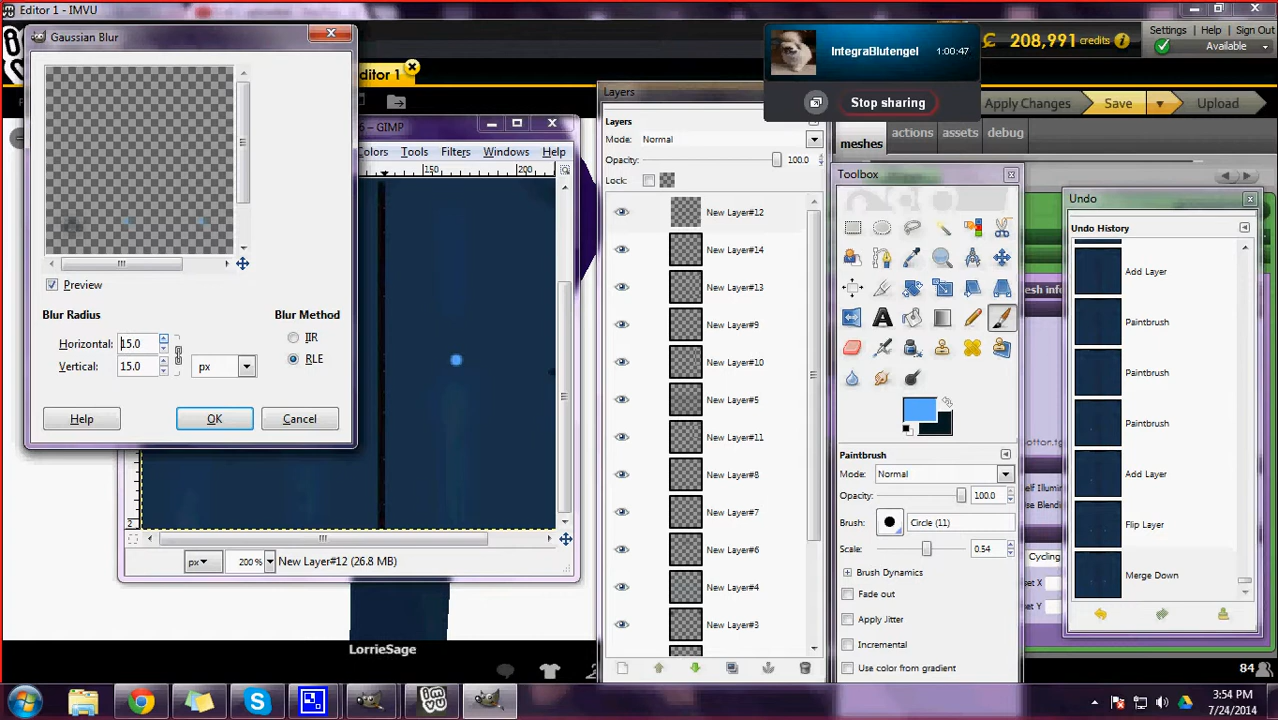 Editor 1 - IMVU
Gaussian Blur
Preview
Blur Radius
Horizontal: 15.0
Vertical: 15.0
px
Blur Method
IIR
RLE
Help
OK
Cancel
Editor 1
– GIMP
Colors Tools Filters Windows Help
150
200
px
200 %
New Layer#12 (26.8 MB)
LorrieSage
Layers
Layers
Mode: Normal
Opacity: 100.0
Lock:
New Layer#12
New Layer#14
New Layer#13
New Layer#9
New Layer#10
New Layer#5
New Layer#11
New Layer#8
New Layer#7
New Layer#6
New Layer#4
New Layer#3
IntegraBlutengel 1:00:47
Stop sharing
208,991 credits
Settings | Help | Sign Out
Available
Apply Changes
Save
Upload
meshes
actions
assets
debug
Toolbox
Paintbrush
Mode: Normal
Opacity: 100.0
Brush: Circle (11)
Scale: 0.54
Brush Dynamics
Fade out
Apply Jitter
Incremental
Use color from gradient
Undo
Undo History
Add Layer
Paintbrush
Paintbrush
Paintbrush
Add Layer
Flip Layer
Merge Down
Cycling
84
3:54 PM
7/24/2014